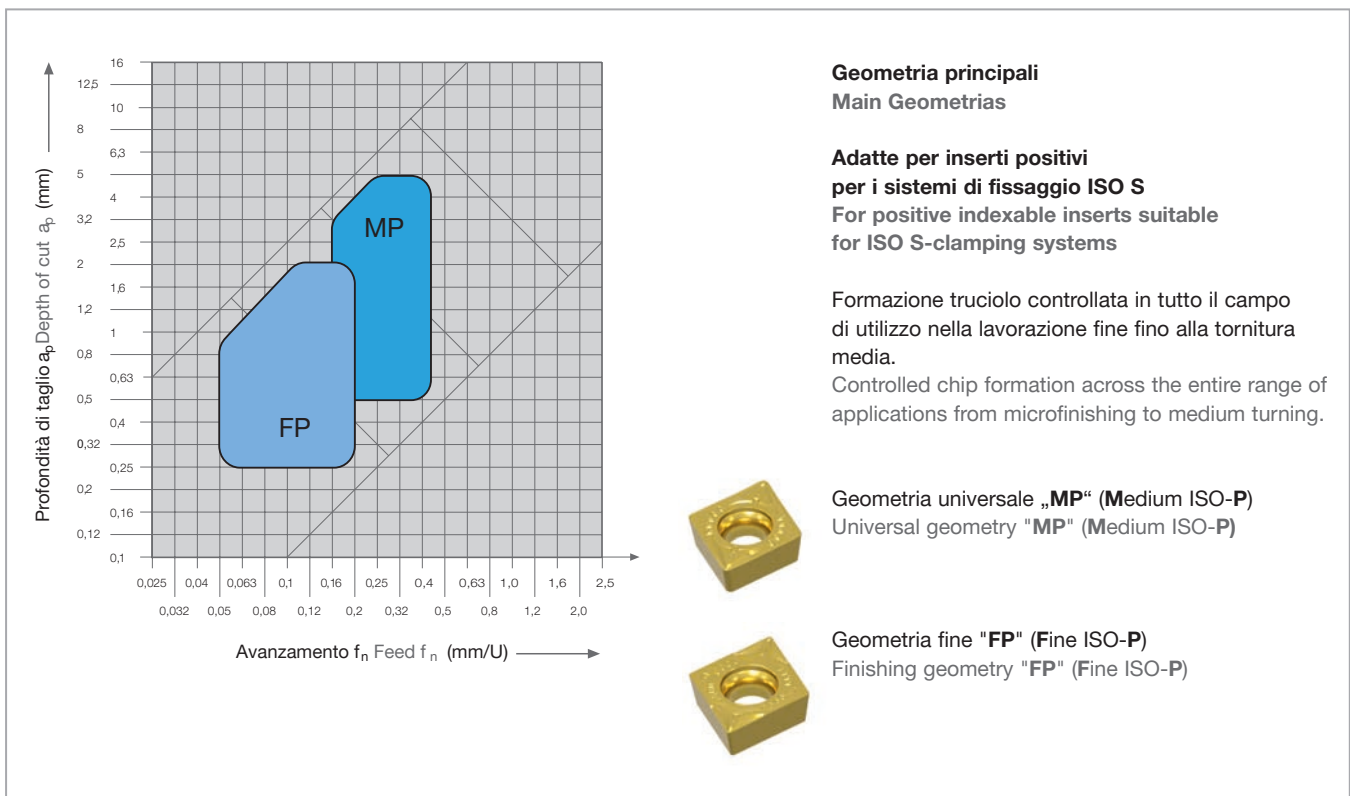 16
12,5
10
8
6,3
5
4
3,2
2,5
2
1,6
1,2
1
0,8
0,63
0,5
0,4
0,32
0,25
0,2
0,16
0,12
0,1
Profondità di taglio ap Depth of cut ap (mm)
MP
FP
0,025 0,04 0,063 0,1 0,16 0,25 0,4 0,63 1,0 1,6 2,5
0,032 0,05 0,08 0,12 0,2 0,32 0,5 0,8 1,2 2,0
Avanzamento fn Feed fn (mm/U)
Geometria principali
Main Geometrias
Adatte per inserti positivi
per i sistemi di fissaggio ISO S
For positive indexable inserts suitable
for ISO S-clamping systems
Formazione truciolo controllata in tutto il campo
di utilizzo nella lavorazione fine fino alla tornitura
media.
Controlled chip formation across the entire range of
applications from microfinishing to medium turning.
Geometria universale „MP“ (Medium ISO-P)
Universal geometry "MP" (Medium ISO-P)
Geometria fine "FP" (Fine ISO-P)
Finishing geometry "FP" (Fine ISO-P)